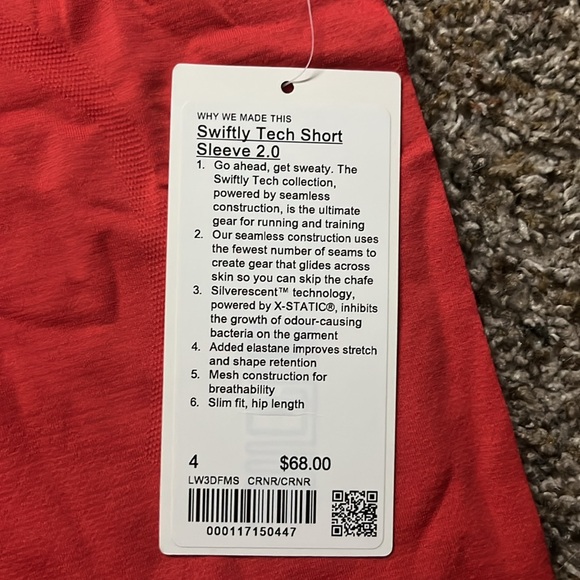 WHY WE MADE THIS
Swiftly Tech Short
Sleeve 2.0
1. Go ahead, get sweaty. The
Swiftly Tech collection,
powered by seamless
construction, is the ultimate
gear for running and training
2. Our seamless construction uses
the fewest number of seams to
create gear that glides across
skin so you can skip the chafe
3. Silverescent™ technology,
powered by X-STATIC®, inhibits
the growth of odour-causing
bacteria on the garment
4. Added elastane improves stretch
and shape retention
5. Mesh construction for
breathability
6. Slim fit, hip length
4 $68.00
LW3DFMS CRNR/CRNR
000117150447